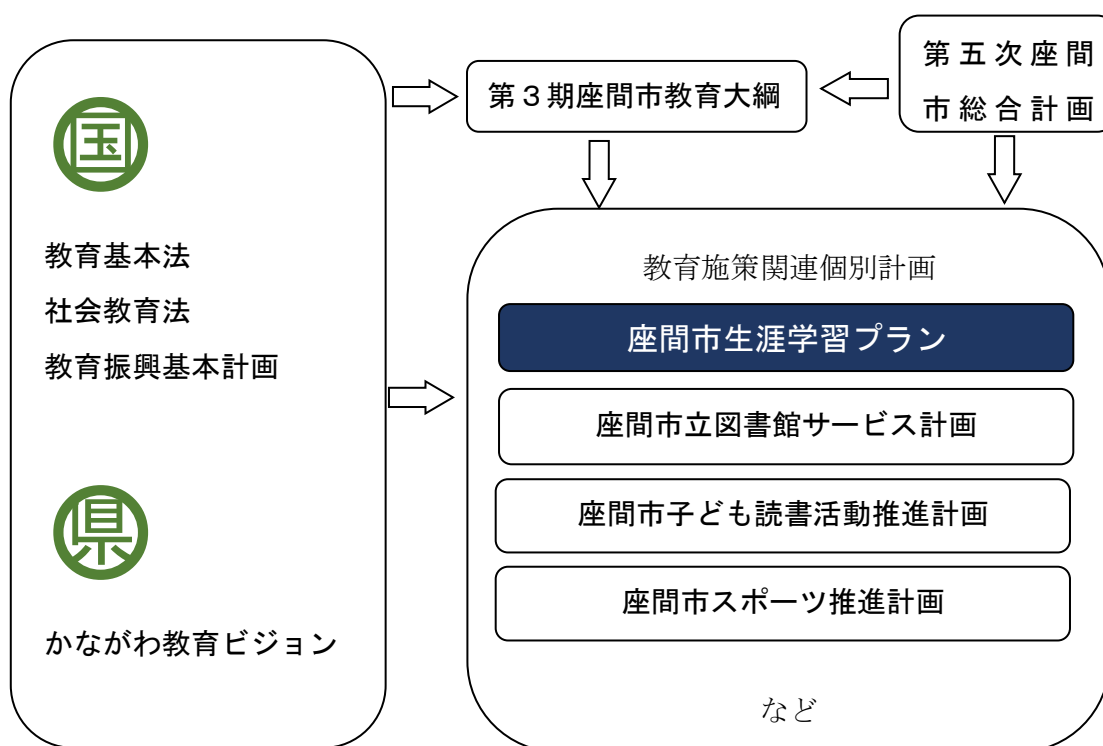 国
教育基本法
社会教育法
教育振興基本計画
県
かながわ教育ビジョン
第３期座間市教育大綱
第五次座間
市総合計画
教育施策関連個別計画
座間市生涯学習プラン
座間市立図書館サービス計画
座間市子ども読書活動推進計画
座間市スポーツ推進計画
など